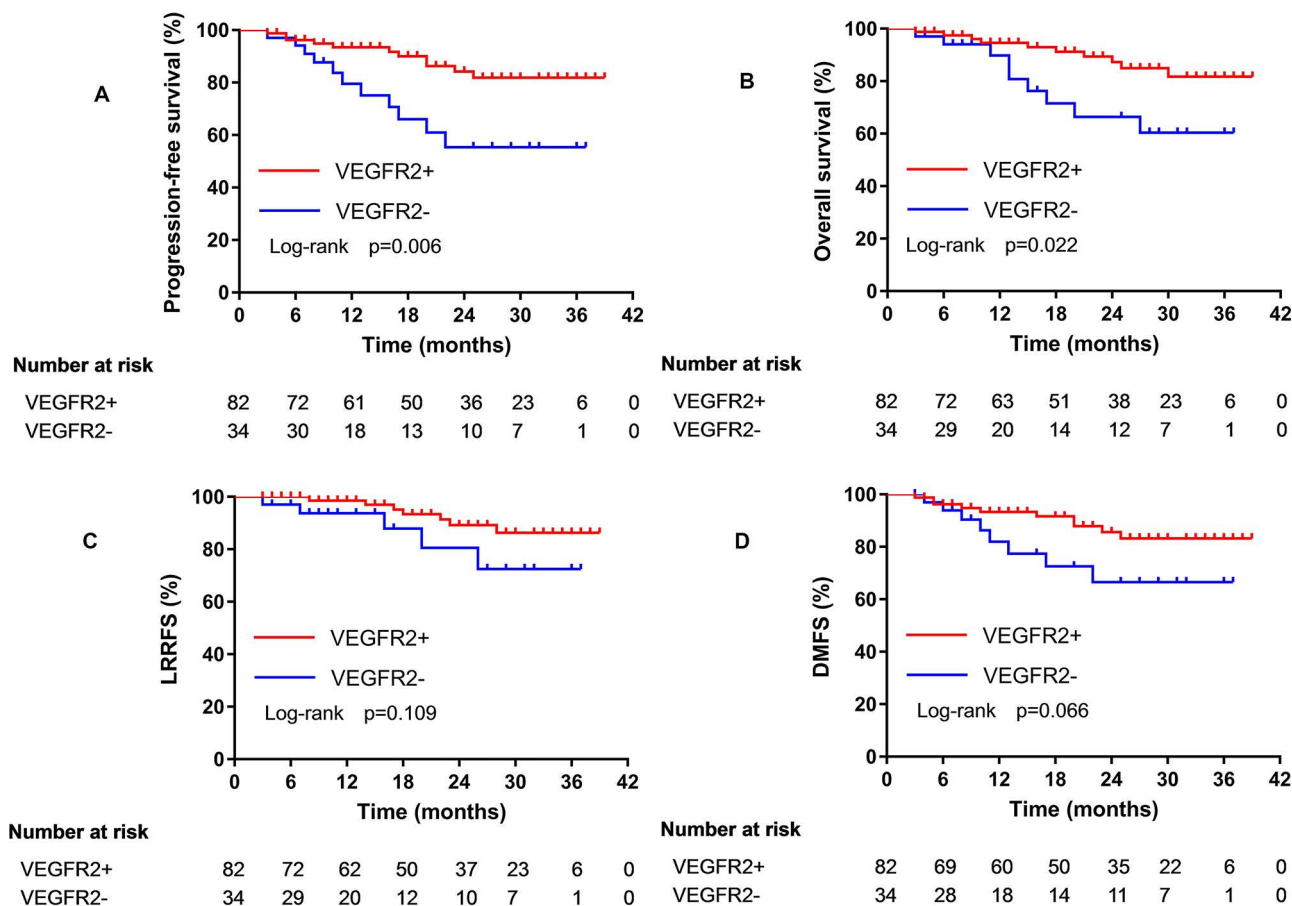 A
Progression-free survival (%)
100
80
60
40
20
0
VEGFR2+
VEGFR2-
Log-rank p=0.006
0 6 12 18 24 30 36 42
Time (months)
Number at risk
VEGFR2+ 82 72 61 50 36 23 6 0
VEGFR2- 34 30 18 13 10 7 1 0
B
Overall survival (%)
100
80
60
40
20
0
VEGFR2+
VEGFR2-
Log-rank p=0.022
0 6 12 18 24 30 36 42
Time (months)
Number at risk
VEGFR2+ 82 72 63 51 38 23 6 0
VEGFR2- 34 29 20 14 12 7 1 0
C
LRRFS (%)
100
80
60
40
20
0
VEGFR2+
VEGFR2-
Log-rank p=0.109
0 6 12 18 24 30 36 42
Time (months)
Number at risk
VEGFR2+ 82 72 62 50 37 23 6 0
VEGFR2- 34 29 20 12 10 7 1 0
D
DMFS (%)
100
80
60
40
20
0
VEGFR2+
VEGFR2-
Log-rank p=0.066
0 6 12 18 24 30 36 42
Time (months)
Number at risk
VEGFR2+ 82 69 60 50 35 22 6 0
VEGFR2- 34 28 18 14 11 7 1 0